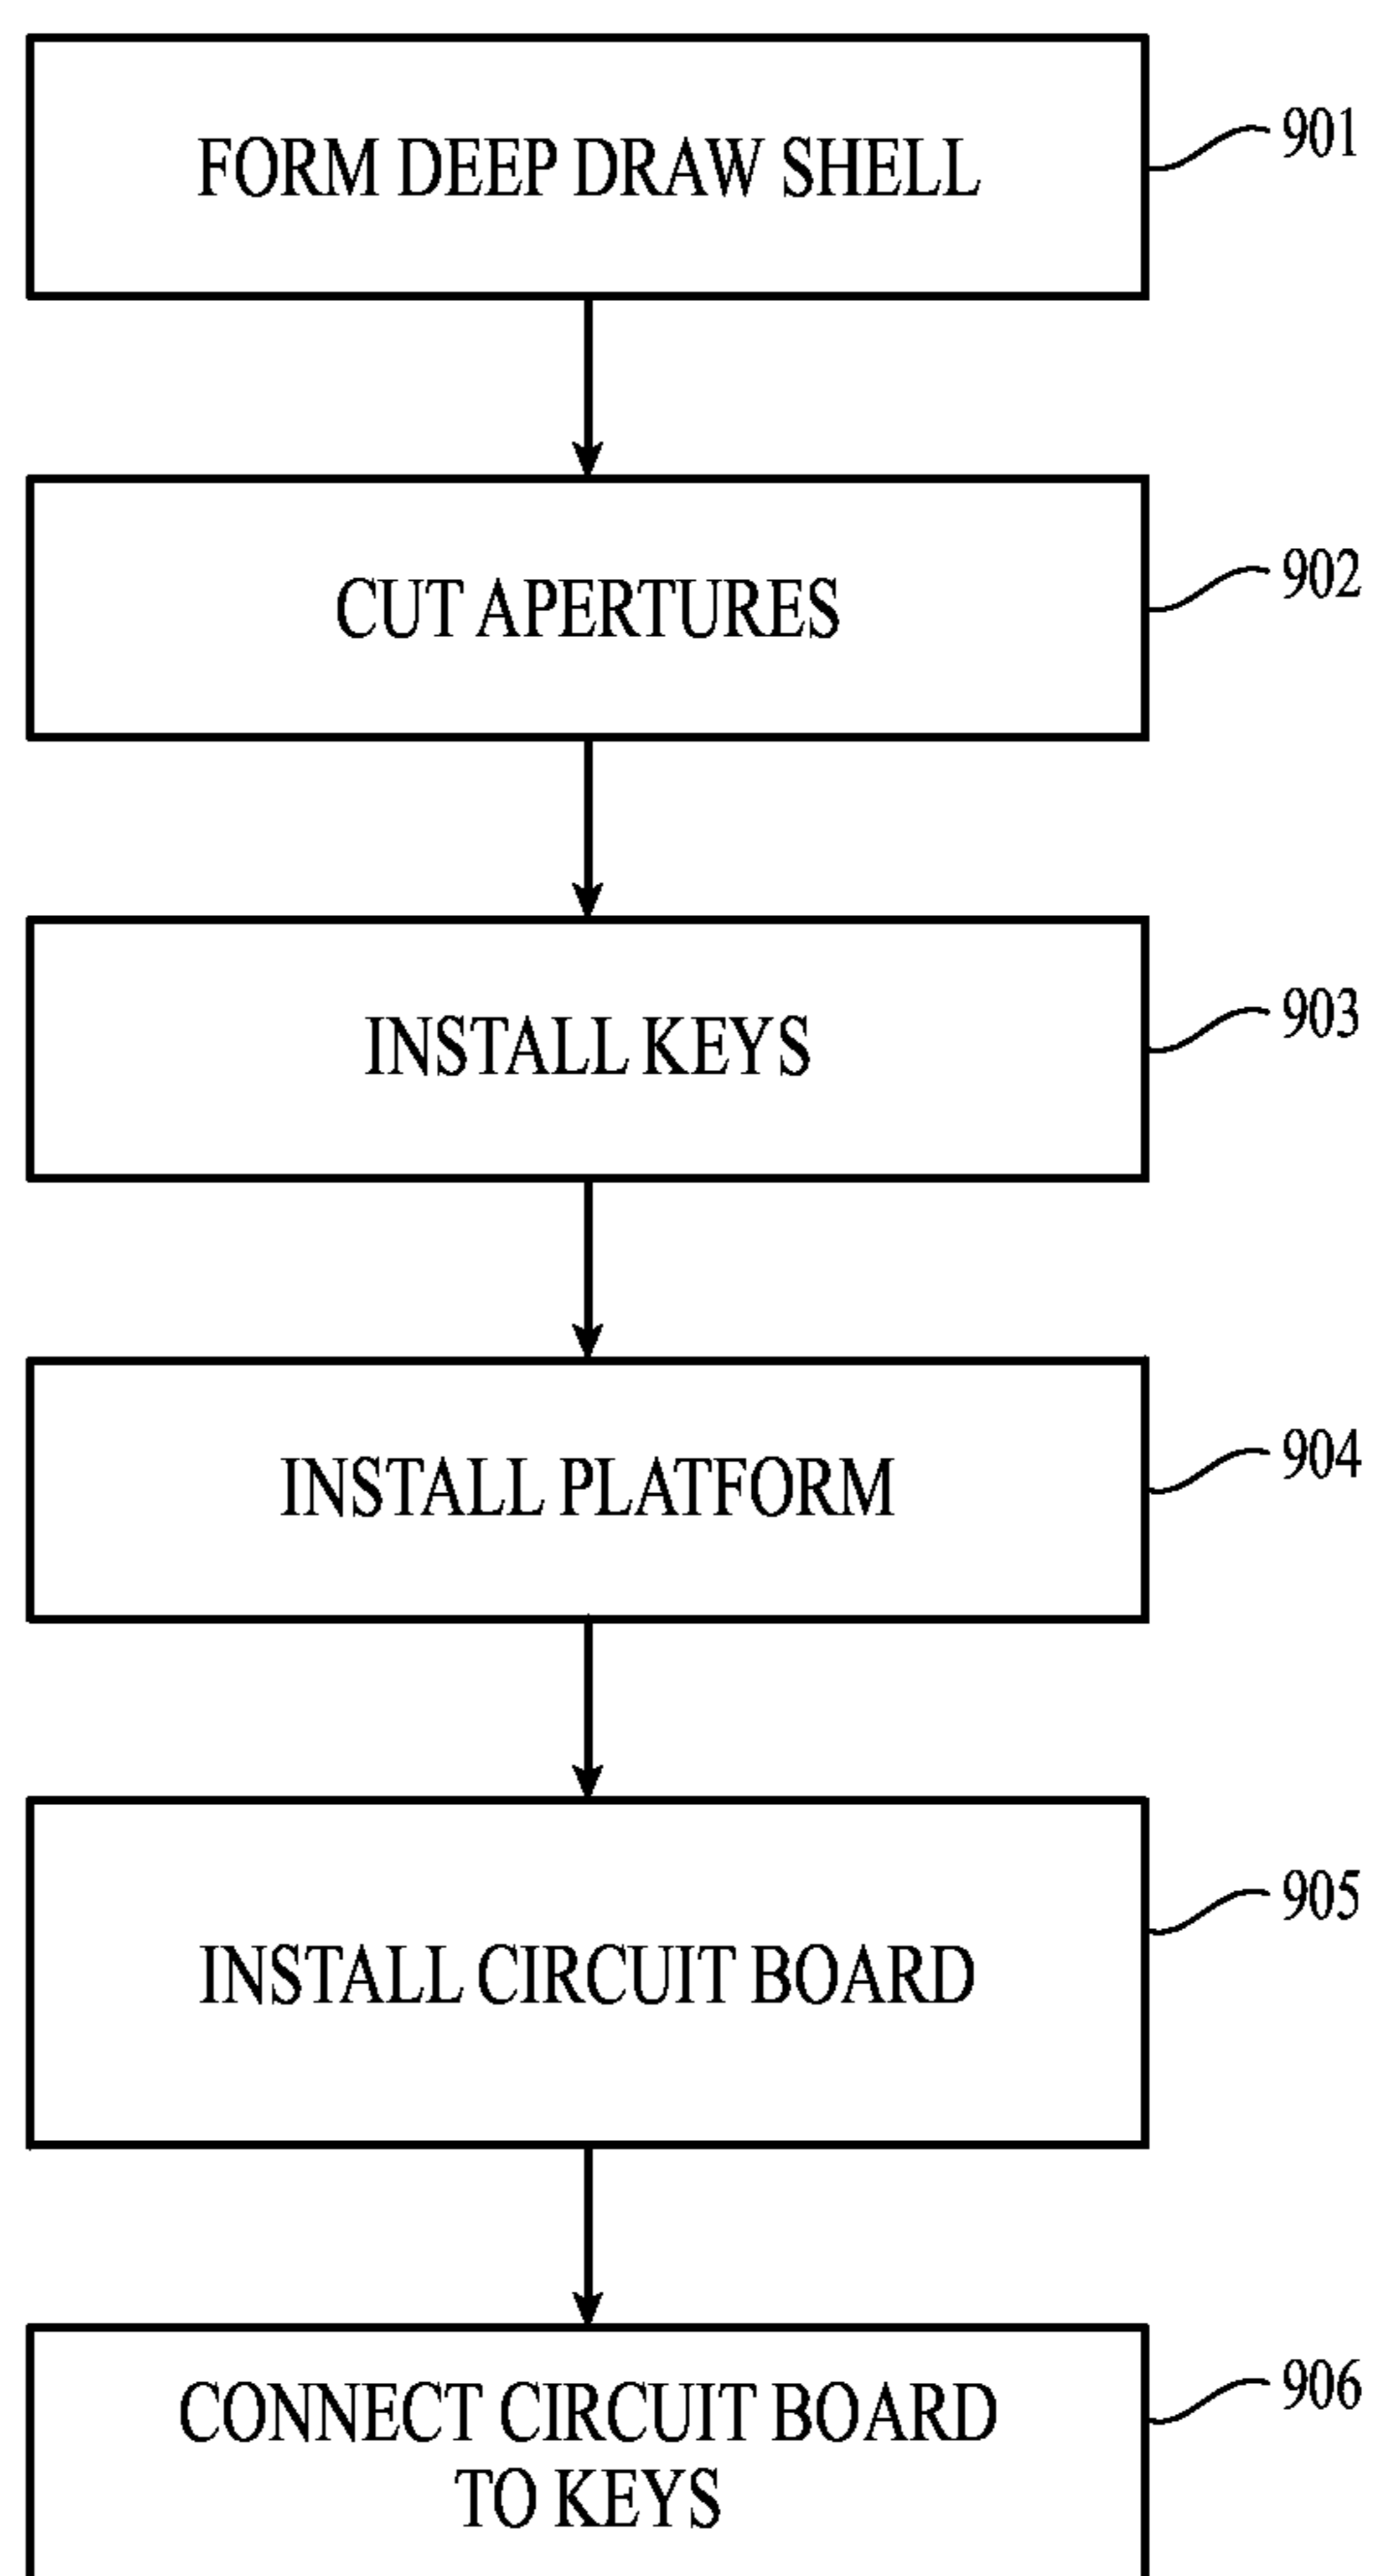 FORM DEEP DRAW SHELL
901
CUT APERTURES
902
INSTALL KEYS
903
INSTALL PLATFORM
904
INSTALL CIRCUIT BOARD
905
CONNECT CIRCUIT BOARD
TO KEYS
906